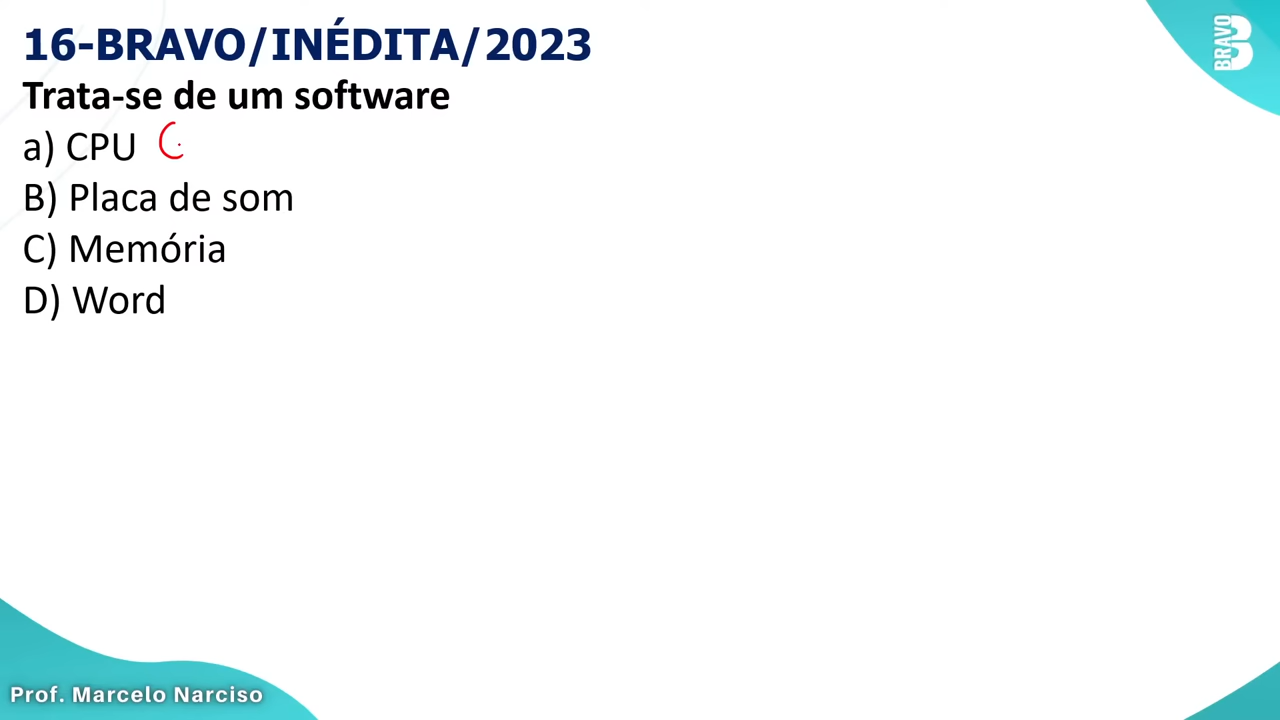 16-BRAVO/INÉDITA/2023
Trata-se de um software
a) CPU
B) Placa de som
C) Memória
D) Word
BRAVO
Prof. Marcelo Narciso